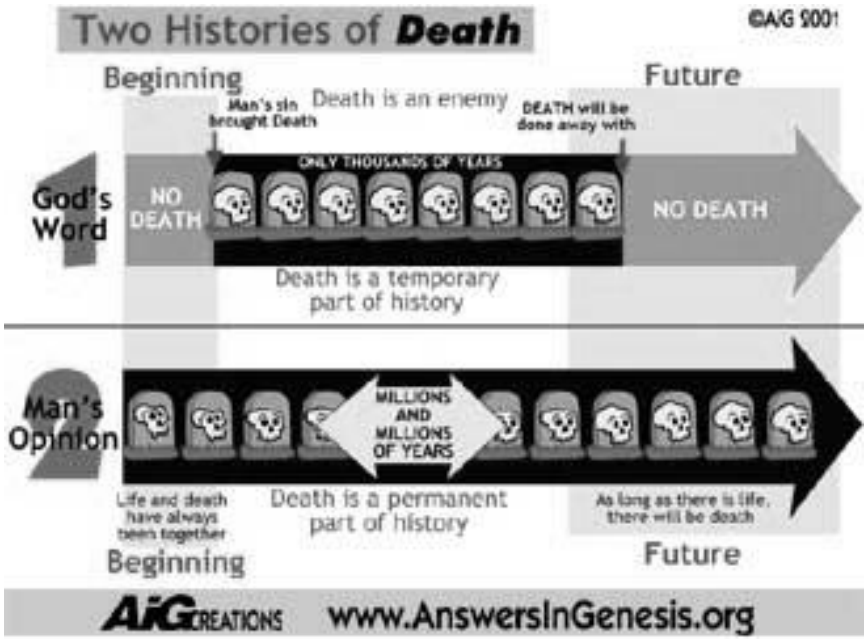 Two Histories of Death
©AiG 2001
Beginning
Future
Man's sin
brought Death
Death is an enemy
DEATH will be
done away with
1
God's
Word
NO
DEATH
ONLY THOUSANDS OF YEARS
NO DEATH
Death is a temporary
part of history
2
Man's
Opinion
MILLIONS
AND
MILLIONS
OF YEARS
Life and death
have always
been together
Death is a permanent
part of history
As long as there is life,
there will be death
Beginning
Future
AiG CREATIONS www.AnswersInGenesis.org